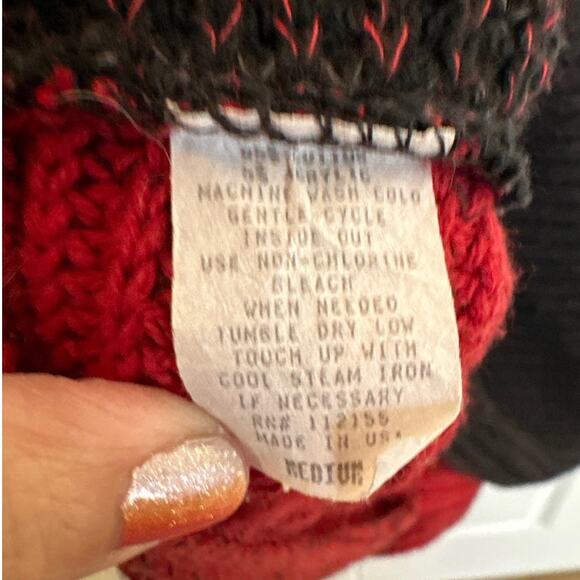 ACRYLIC
MACHINE WASH COLD
GENTLE CYCLE
INSIDE OUT
USE NON-CHLORINE
BLEACH
WHEN NEEDED
TUMBLE DRY LOW
TOUCH UP WITH
COOL STEAM IRON
IF NECESSARY
RN# 112155
MADE IN USA
MEDIUM